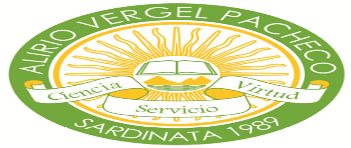 ALIRIO VERGEL PACHECO
Ciencia
Servicio
Virtud
SARDINATA 1989